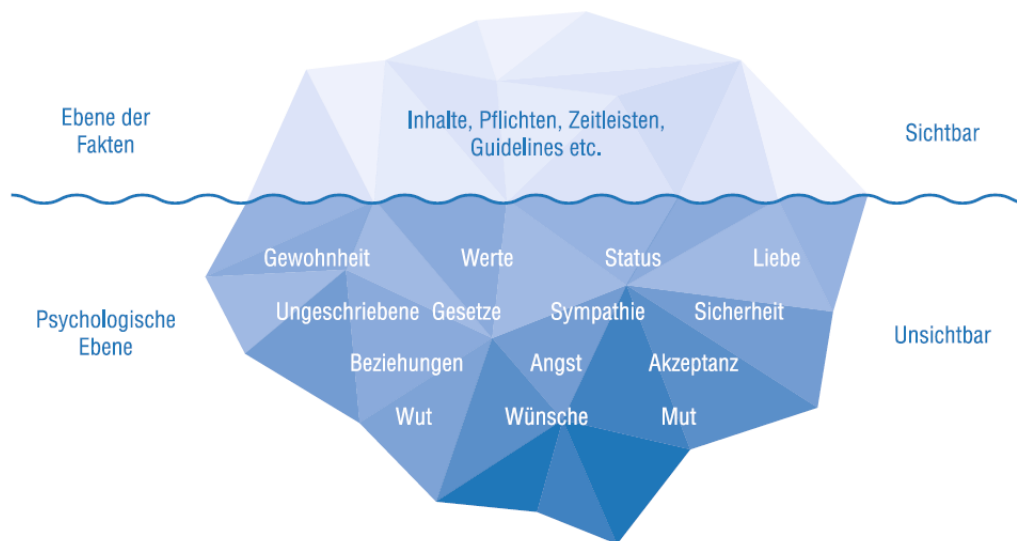 Ebene der
Fakten
Inhalte, Pflichten, Zeitleisten,
Guidelines etc.
Sichtbar
Gewohnheit Werte Status Liebe
Ungeschriebene Gesetze Sympathie Sicherheit
Psychologische
Ebene
Unsichtbar
Beziehungen Angst Akzeptanz
Wut Wünsche Mut